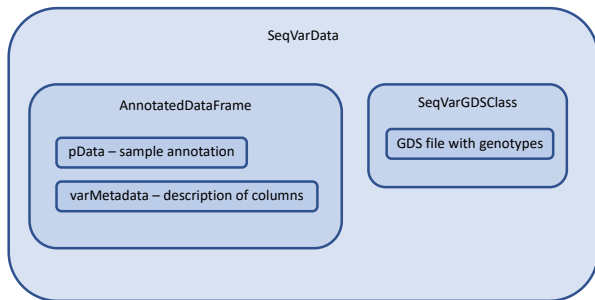 SeqVarData
AnnotatedDataFrame
pData – sample annotation
varMetadata – description of columns
SeqVarGDSClass
GDS file with genotypes